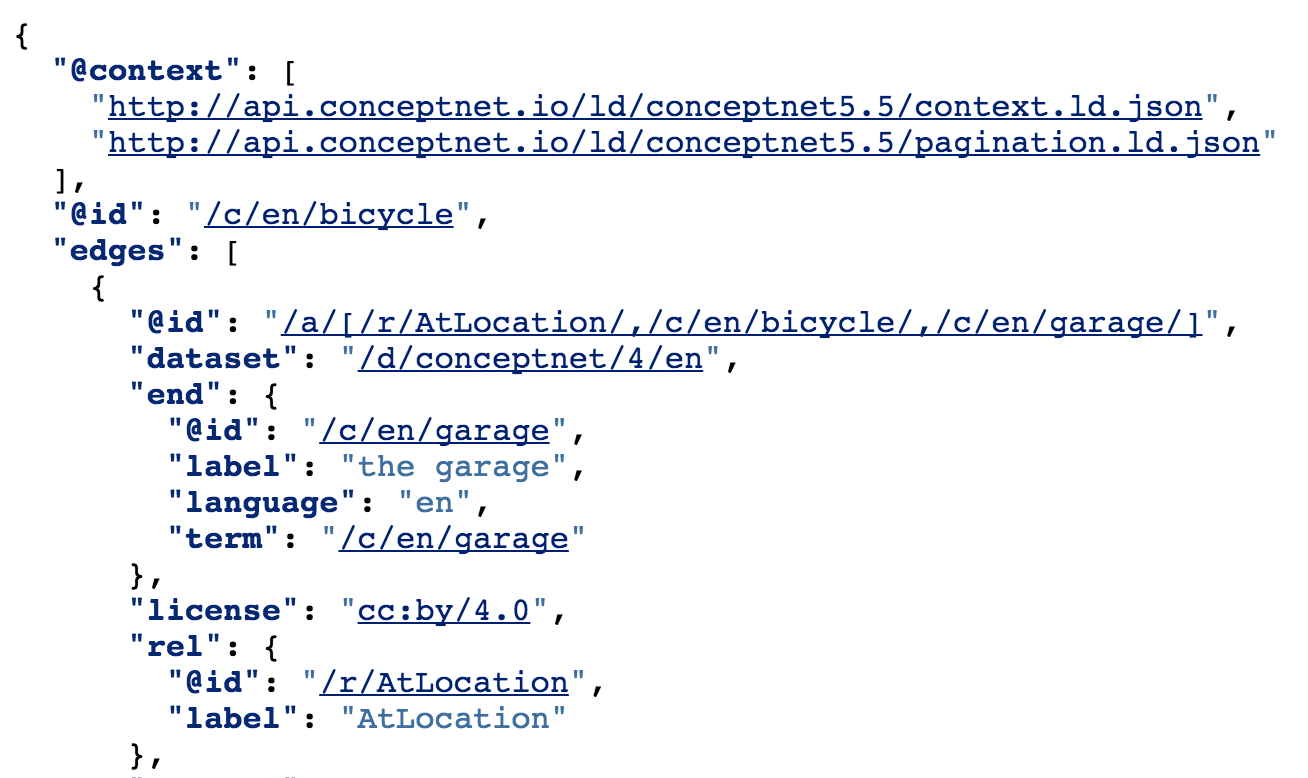 {
  "@context": [
    "http://api.conceptnet.io/ld/conceptnet5.5/context.ld.json",
    "http://api.conceptnet.io/ld/conceptnet5.5/pagination.ld.json"
  ],
  "@id": "/c/en/bicycle",
  "edges": [
    {
      "@id": "/a/[/r/AtLocation/,/c/en/bicycle/,/c/en/garage/]",
      "dataset": "/d/conceptnet/4/en",
      "end": {
        "@id": "/c/en/garage",
        "label": "the garage",
        "language": "en",
        "term": "/c/en/garage"
      },
      "license": "cc:by/4.0",
      "rel": {
        "@id": "/r/AtLocation",
        "label": "AtLocation"
      },